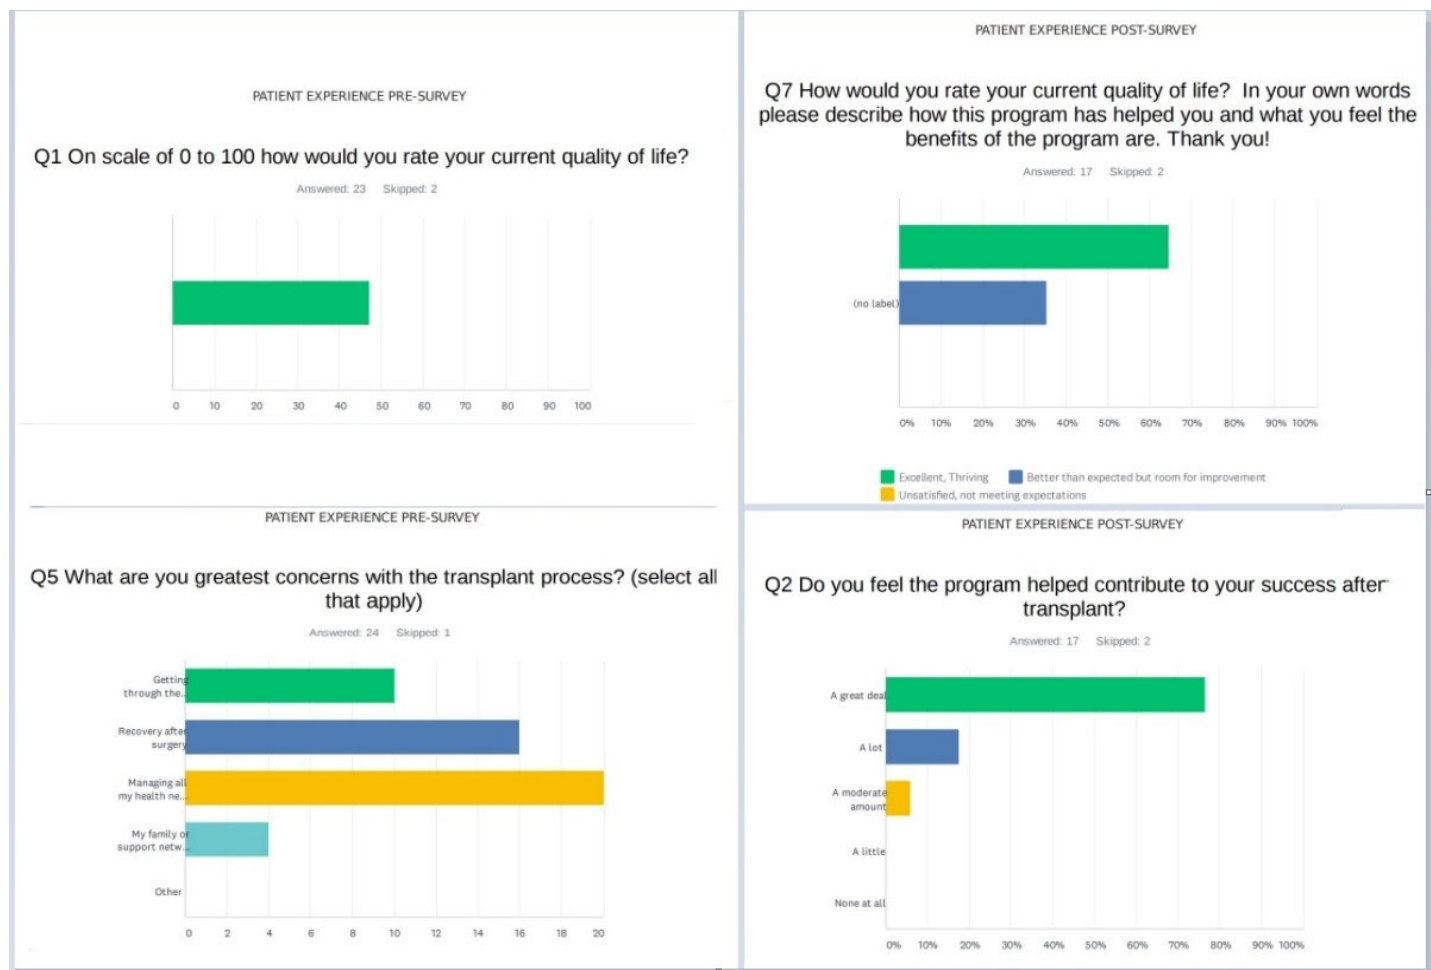 PATIENT EXPERIENCE PRE-SURVEY
Q1 On scale of 0 to 100 how would you rate your current quality of life?
Answered: 23 Skipped: 2
0 10 20 30 40 50 60 70 80 90 100
PATIENT EXPERIENCE POST-SURVEY
Q7 How would you rate your current quality of life? In your own words
please describe how this program has helped you and what you feel the
benefits of the program are. Thank you!
Answered: 17 Skipped: 2
(no label)
0% 10% 20% 30% 40% 50% 60% 70% 80% 90% 100%
Excellent, Thriving Better than expected but room for improvement
Unsatisfied, not meeting expectations
PATIENT EXPERIENCE PRE-SURVEY
Q5 What are you greatest concerns with the transplant process? (select all
that apply)
Answered: 24 Skipped: 1
Getting
through the...
Recovery after
surgery
Managing all
my health ne...
My family or
support netw...
Other
0 2 4 6 8 10 12 14 16 18 20
PATIENT EXPERIENCE POST-SURVEY
Q2 Do you feel the program helped contribute to your success after
transplant?
Answered: 17 Skipped: 2
A great deal
A lot
A moderate
amount
A little
None at all
0% 10% 20% 30% 40% 50% 60% 70% 80% 90% 100%